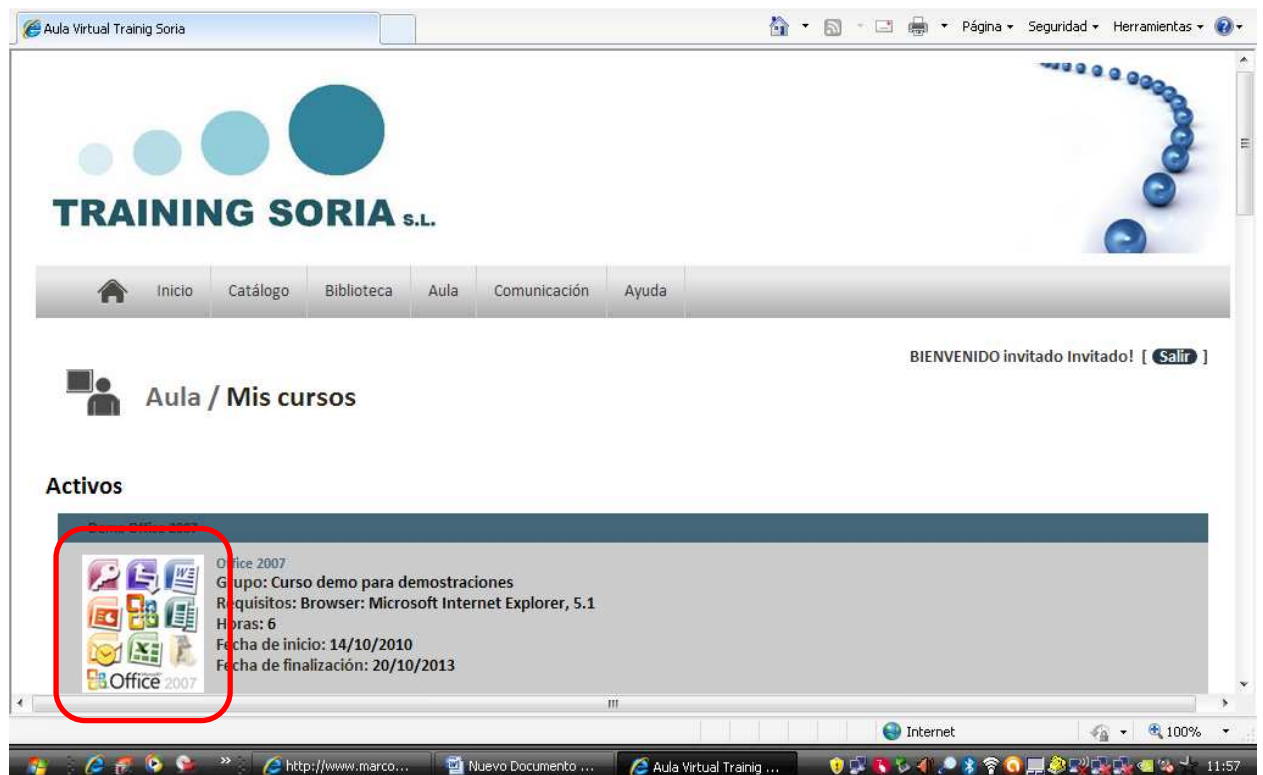 Aula Virtual Trainig Soria
Página Seguridad Herramientas
TRAINING SORIA S.L.
Inicio Catálogo Biblioteca Aula Comunicación Ayuda
BIENVENIDO invitado Invitado! [ Salir ]
Aula / Mis cursos
Activos
Demo Office 2007
Office 2007
Grupo: Curso demo para demostraciones
Requisitos: Browser: Microsoft Internet Explorer, 5.1
Horas: 6
Fecha de inicio: 14/10/2010
Fecha de finalización: 20/10/2013
Office 2007
Internet 100%
http://www.marco... Nuevo Documento ... Aula Virtual Trainig ... 11:57